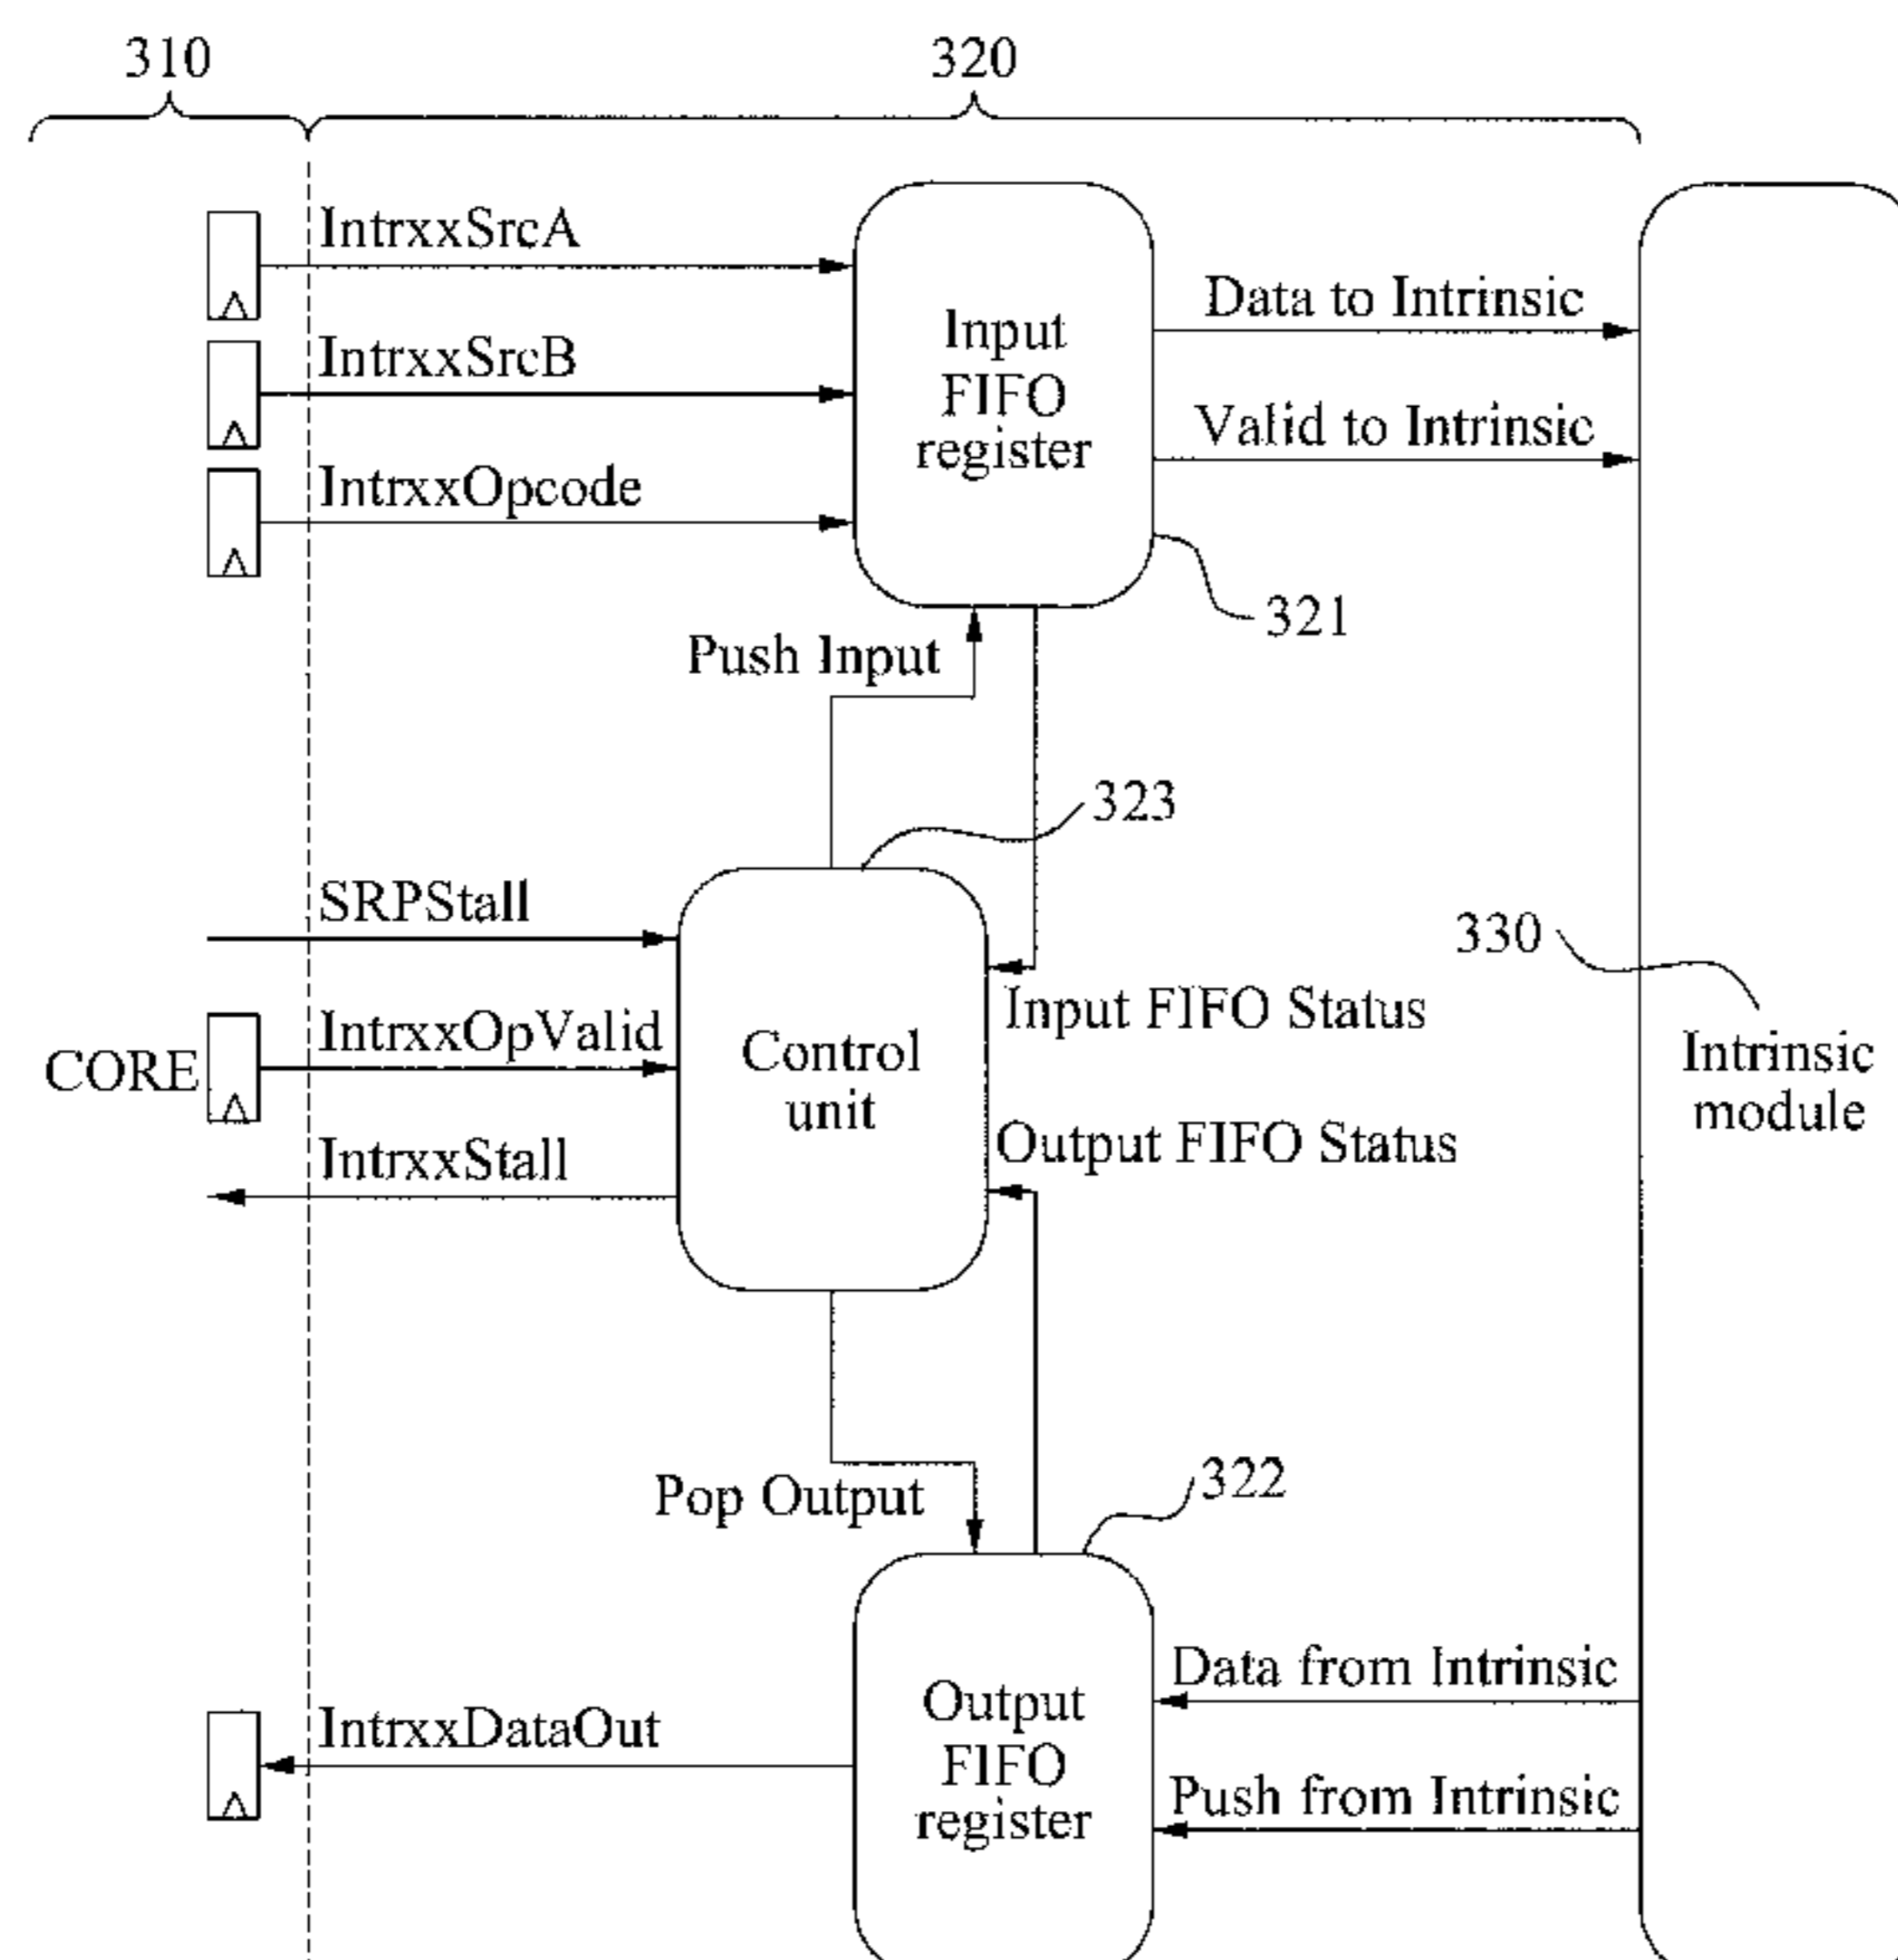 310
320
IntrxxSrcA
Data to Intrinsic
Input
FIFO
register
IntrxxSrcB
Valid to Intrinsic
IntrxxOpcode
321
Push Input
323
SRPStall
330
Input FIFO Status
IntrxxOpValid
CORE
Control
unit
Intrinsic
module
Output FIFO Status
IntrxxStall
322
Pop Output
Data from Intrinsic
IntrxxDataOut
Output
FIFO
register
Push from Intrinsic